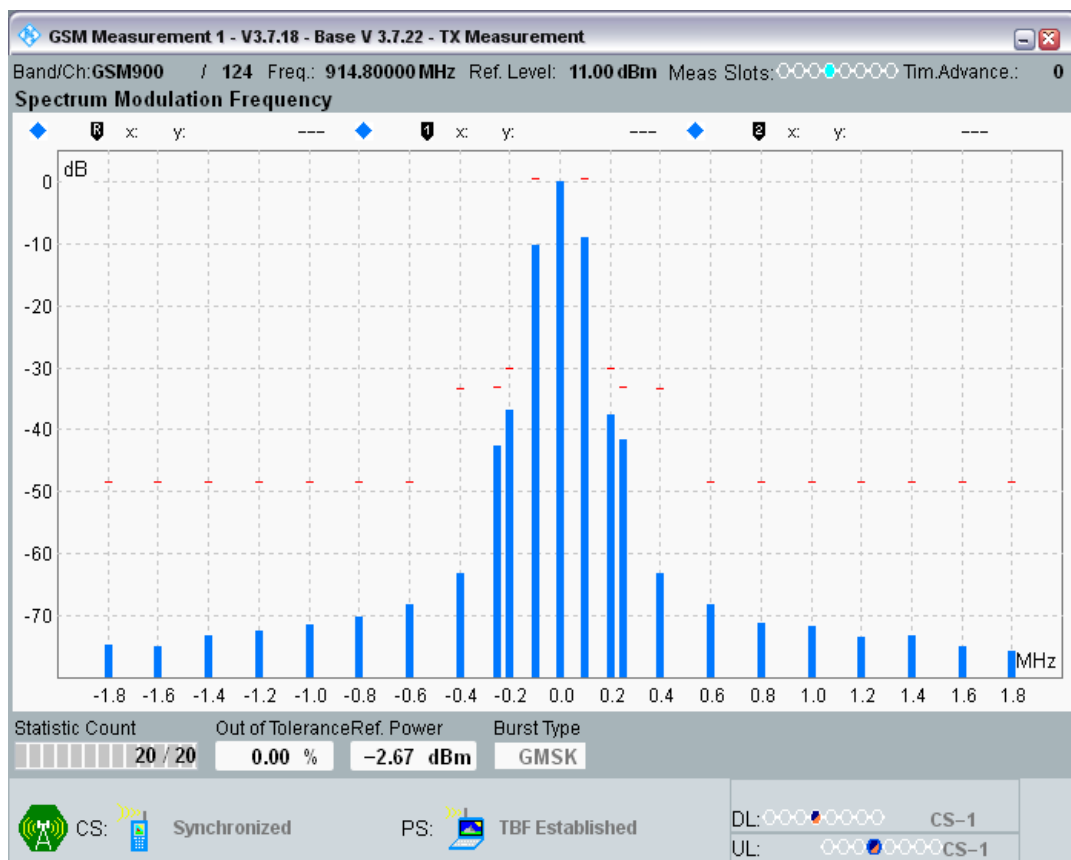 GSM Measurement 1 - V3.7.18 - Base V 3.7.22 - TX Measurement
Band/Ch:GSM900 / 124 Freq.: 914.80000 MHz Ref. Level: 11.00 dBm Meas Slots: Tim.Advance.: 0
Spectrum Modulation Frequency
R x: y: --- 1 x: y: --- 2 x: y: ---
dB
0
-10
-20
-30
-40
-50
-60
-70
MHz
-1.8 -1.6 -1.4 -1.2 -1.0 -0.8 -0.6 -0.4 -0.2 0.0 0.2 0.4 0.6 0.8 1.0 1.2 1.4 1.6 1.8
Statistic Count Out of Tolerance Ref. Power Burst Type
20 / 20 0.00 % −2.67 dBm GMSK
CS: Synchronized PS: TBF Established
DL: CS−1
UL: CS−1